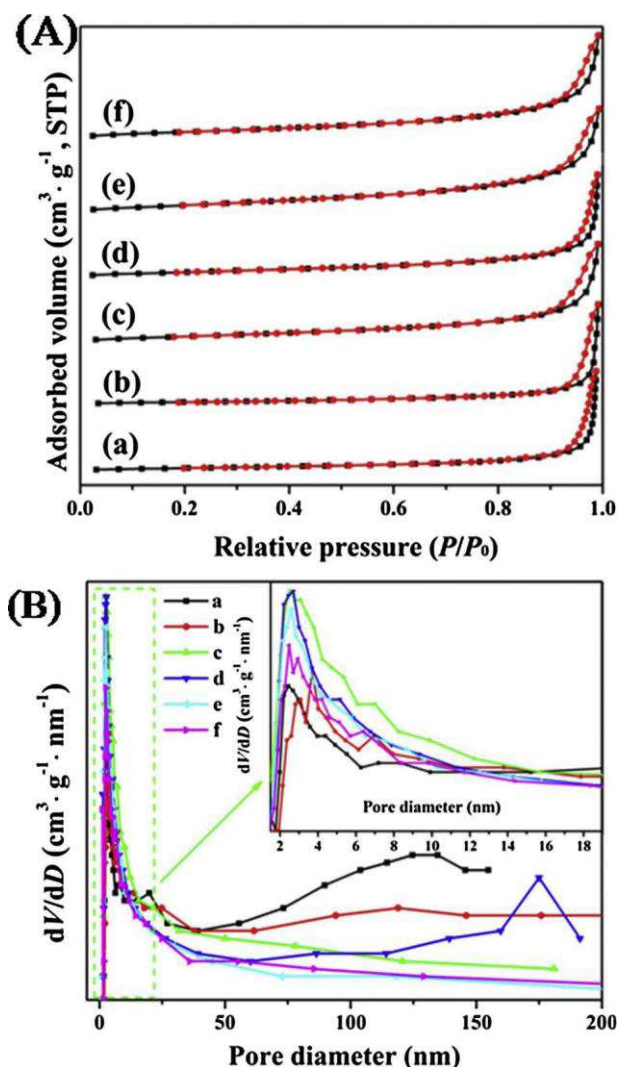 (A)
Adsorbed volume (cm³· g⁻¹, STP)
(f)
(e)
(d)
(c)
(b)
(a)
0.0 0.2 0.4 0.6 0.8 1.0
Relative pressure (P/P₀)
(B)
dV/dD (cm³· g⁻¹· nm⁻¹)
a
b
c
d
e
f
dV/dD (cm³· g⁻¹· nm⁻¹)
2 4 6 8 10 12 14 16 18
Pore diameter (nm)
0 50 100 150 200
Pore diameter (nm)